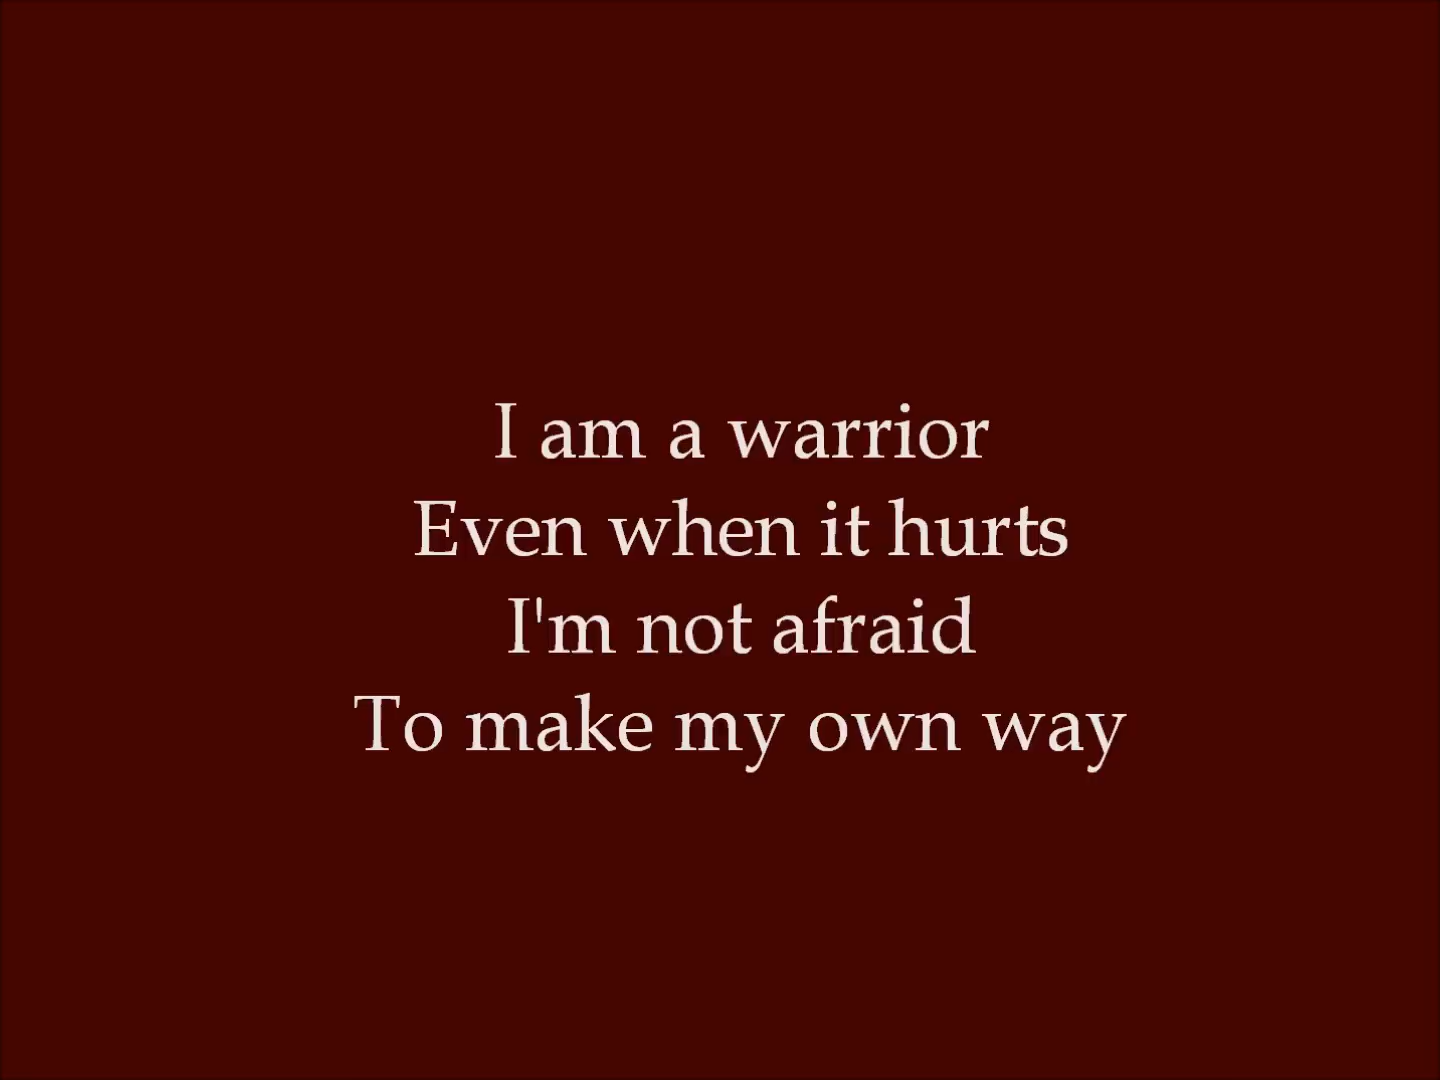 I am a warrior
Even when it hurts
I'm not afraid
To make my own way